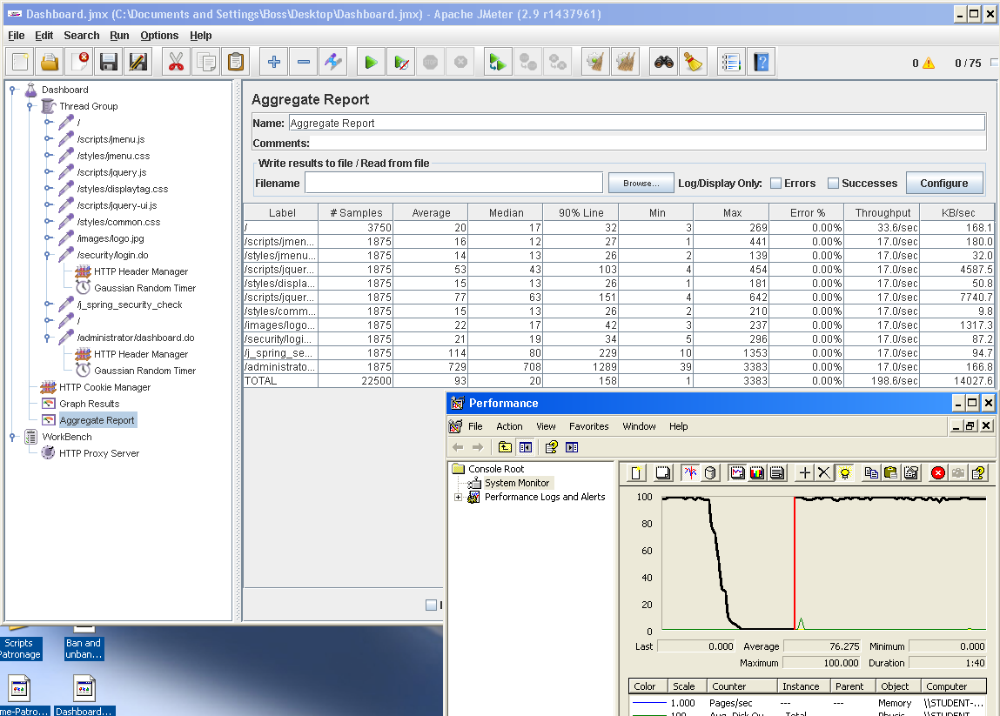 Dashboard.jmx (C:\Documents and Settings\Boss\Desktop\Dashboard.jmx) - Apache JMeter (2.9 r1437961)
File Edit Search Run Options Help
0 0 / 75
Dashboard
Thread Group
/
/scripts/jmenu.js
/styles/jmenu.css
/scripts/jquery.js
/styles/displaytag.css
/scripts/jquery-ui.js
/styles/common.css
/images/logo.jpg
/security/login.do
HTTP Header Manager
Gaussian Random Timer
/j_spring_security_check
/
/administrator/dashboard.do
HTTP Header Manager
Gaussian Random Timer
HTTP Cookie Manager
Graph Results
Aggregate Report
WorkBench
HTTP Proxy Server
Aggregate Report
Name: Aggregate Report
Comments:
Write results to file / Read from file
Filename Browse... Log/Display Only: Errors Successes Configure
Label # Samples Average Median 90% Line Min Max Error % Throughput KB/sec
/ 3750 20 17 32 3 269 0.00% 33.6/sec 168.1
/scripts/jmen... 1875 16 12 27 1 441 0.00% 17.0/sec 180.0
/styles/jmenu... 1875 14 13 26 2 139 0.00% 17.0/sec 32.0
/scripts/jquer... 1875 53 43 103 4 454 0.00% 17.0/sec 4587.5
/styles/displa... 1875 15 13 26 1 181 0.00% 17.0/sec 50.8
/scripts/jquer... 1875 77 63 151 4 642 0.00% 17.0/sec 7740.7
/styles/comm... 1875 15 13 26 2 210 0.00% 17.0/sec 9.8
/images/logo... 1875 22 17 42 3 237 0.00% 17.0/sec 1317.3
/security/logi... 1875 21 19 34 5 296 0.00% 17.0/sec 87.2
/j_spring_se... 1875 114 80 229 10 1353 0.00% 17.0/sec 94.7
/administrato... 1875 729 708 1289 39 3383 0.00% 17.0/sec 166.8
TOTAL 22500 93 20 158 1 3383 0.00% 198.6/sec 14027.6
Performance
File Action View Favorites Window Help
Console Root
System Monitor
Performance Logs and Alerts
100
80
60
40
20
0
Last 0.000 Average 76.275 Minimum 0.000
Maximum 100.000 Duration 1:40
Color Scale Counter Instance Parent Object Computer
1.000 Pages/sec --- --- Memory \\STUDENT-...
Scripts
Patronage
Ban and
unban...
me-Patro...
Dashboard...